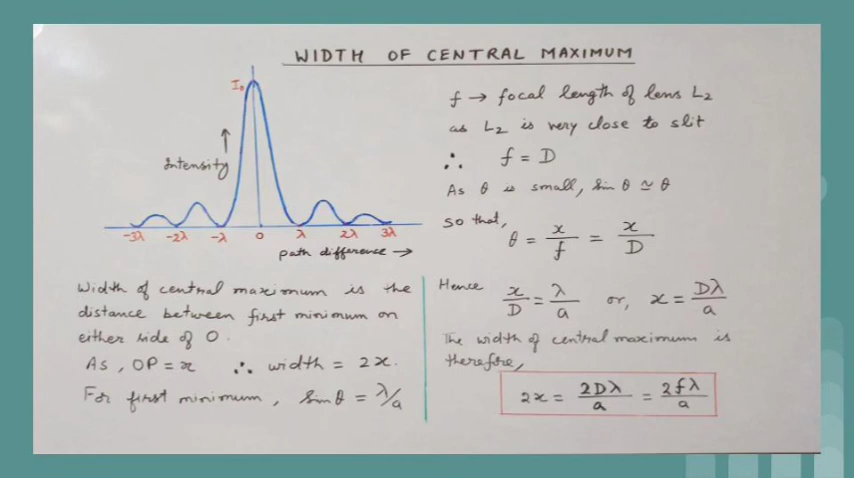 WIDTH OF CENTRAL MAXIMUM
I₀
Intensity
-3λ -2λ -λ 0 λ 2λ 3λ
path difference →
Width of central maximum is the
distance between first minimum on
either side of O.
As, OP = x ∴ width = 2x.
For first minimum, Sinθ = λ/a
f → focal length of lens L₂
as L₂ is very close to slit
∴ f = D
As θ is small, Sin θ ≃ θ
so that,
θ = x/f = x/D
Hence x/D = λ/a or, x = Dλ/a
The width of central maximum is
therefore,
2x = 2Dλ/a = 2fλ/a